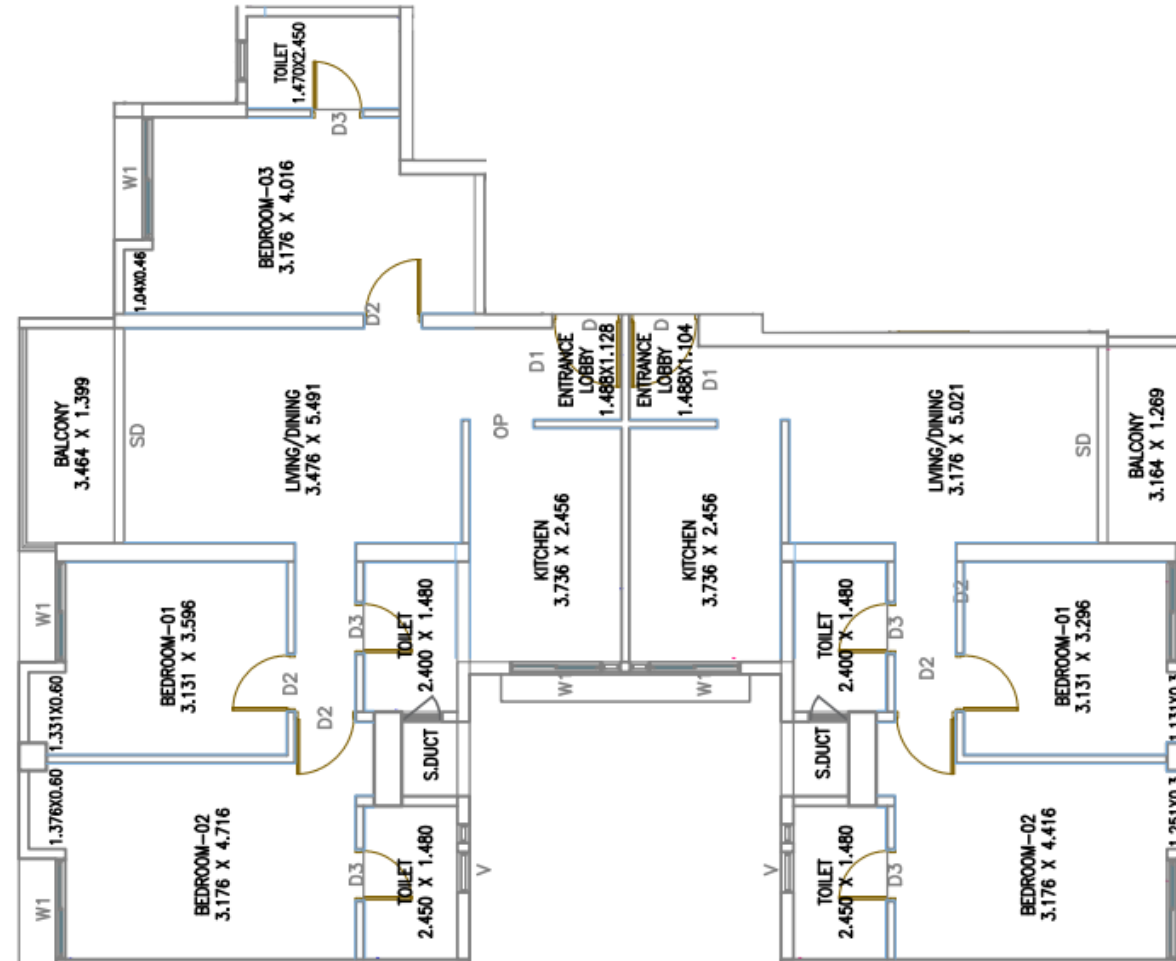 TOILET
1.470X2.450
D3
W1
BEDROOM-03
3.176 X 4.016
1.04X0.46
D2
ENTRANCE
LOBBY
1.488X1.128
D
D1
ENTRANCE
LOBBY
1.488X1.104
D
D1
BALCONY
3.464 X 1.399
SD
LIVING/DINING
3.476 X 5.491
OP
LIVING/DINING
3.176 X 5.021
SD
BALCONY
3.164 X 1.269
KITCHEN
3.736 X 2.456
KITCHEN
3.736 X 2.456
W1
BEDROOM-01
3.131 X 3.596
D2
D2
D3
TOILET
2.400 X 1.480
W1
W1
TOILET
2.400 X 1.480
D3
D2
D2
BEDROOM-01
3.131 X 3.296
1.331X0.60
S.DUCT
S.DUCT
1.376X0.60
W1
BEDROOM-02
3.176 X 4.716
D3
TOILET
2.450 X 1.480
V
V
TOILET
2.450 X 1.480
D3
BEDROOM-02
3.176 X 4.416